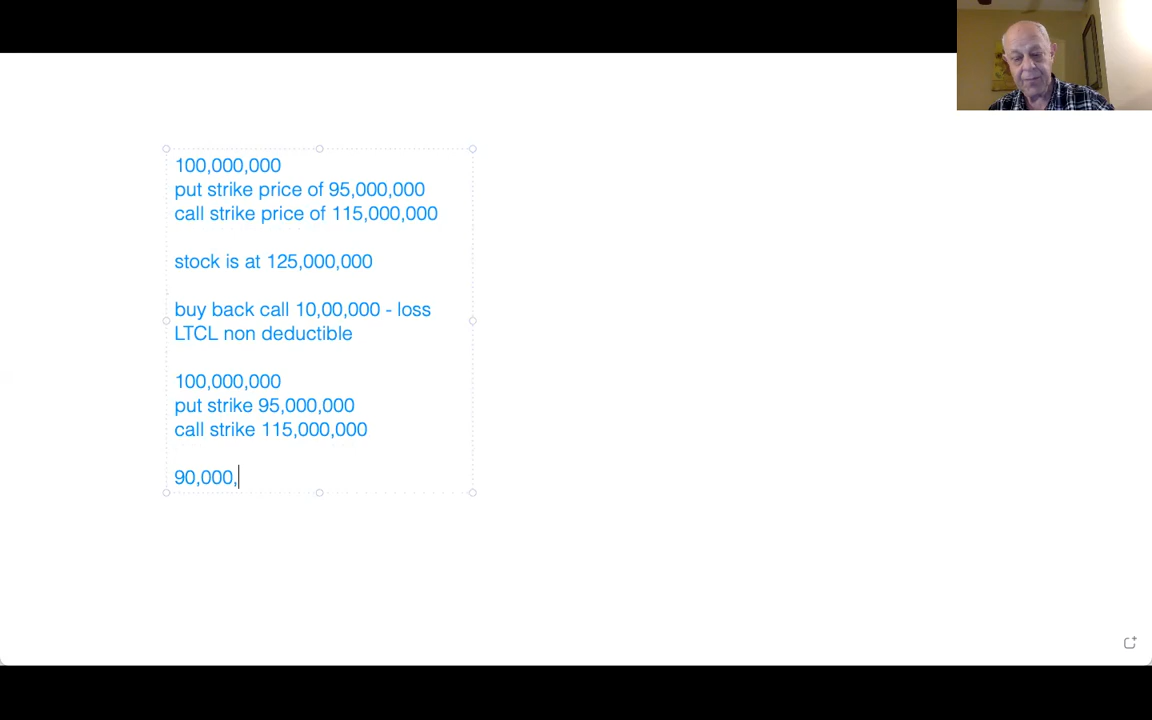 100,000,000
put strike price of 95,000,000
call strike price of 115,000,000
stock is at 125,000,000
buy back call 10,00,000 - loss
LTCL non deductible
100,000,000
put strike 95,000,000
call strike 115,000,000
90,000,